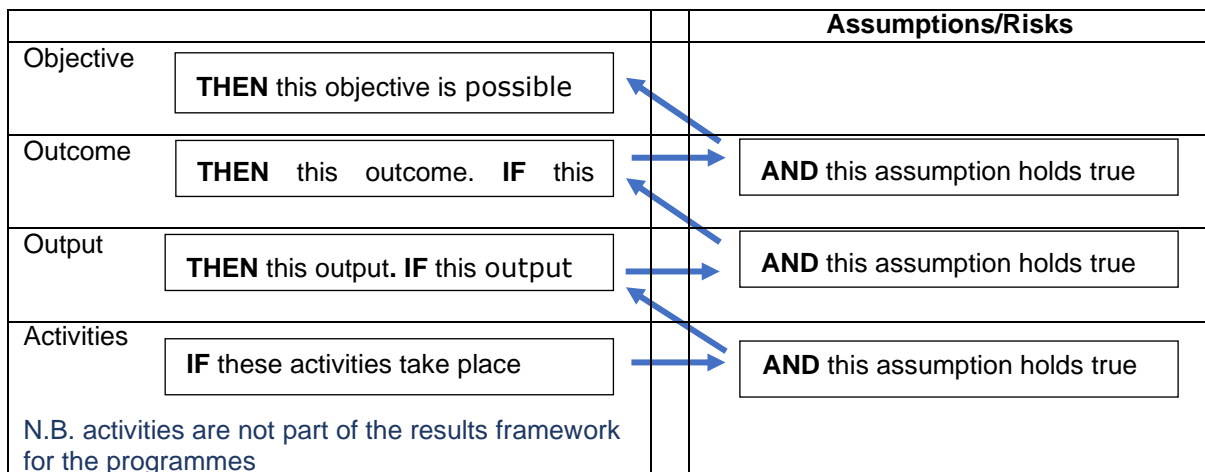 Assumptions/Risks
Objective
THEN this objective is possible
Outcome
THEN this outcome. IF this
AND this assumption holds true
Output
THEN this output. IF this output
AND this assumption holds true
Activities
IF these activities take place
AND this assumption holds true
N.B. activities are not part of the results framework
for the programmes